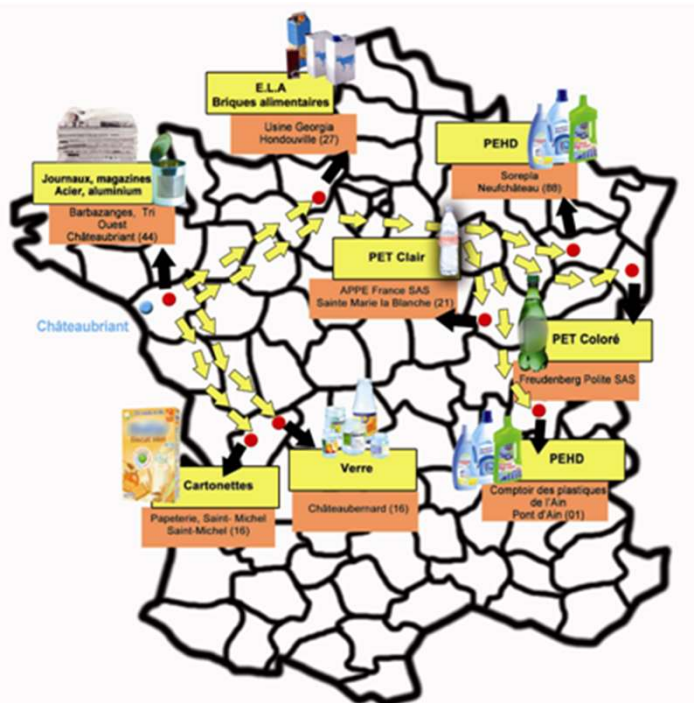 E.L.A
Briques alimentaires
Usine Georgia
Hondouville (27)
PEHD
Sorepla
Neufchâteau (88)
Journaux, magazines
Acier, aluminium
Barbazanges, Tri
Ouest
Châteaubriant (44)
PET Clair
APPE France SAS
Sainte Marie la Blanche (21)
Châteaubriant
PET Coloré
Freudenberg Polite SAS
Cartonettes
Papeterie, Saint- Michel
Saint-Michel (16)
Verre
Châteaubernard (16)
PEHD
Comptoir des plastiques
de l'Ain
Pont d'Ain (01)